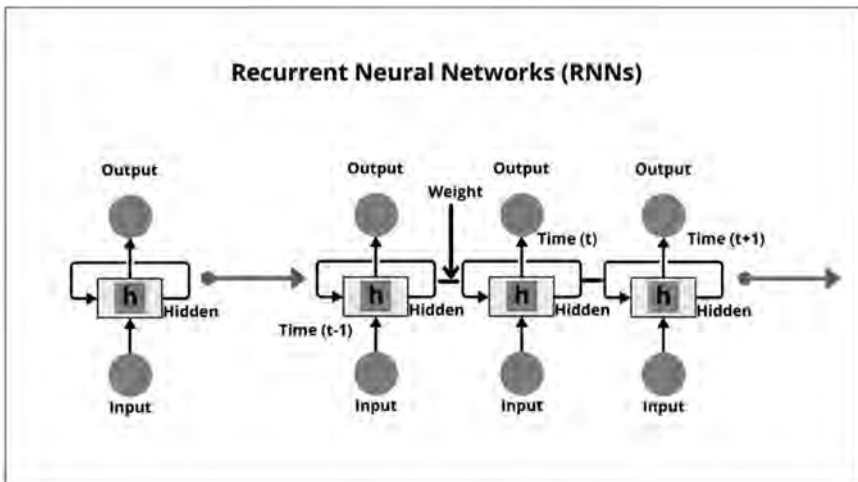 Recurrent Neural Networks (RNNs)
Output
Output
Output
Output
Weight
Time (t)
Time (t+1)
h
h
h
h
Hidden
Hidden
Hidden
Hidden
Time (t-1)
Input
Input
Input
Input